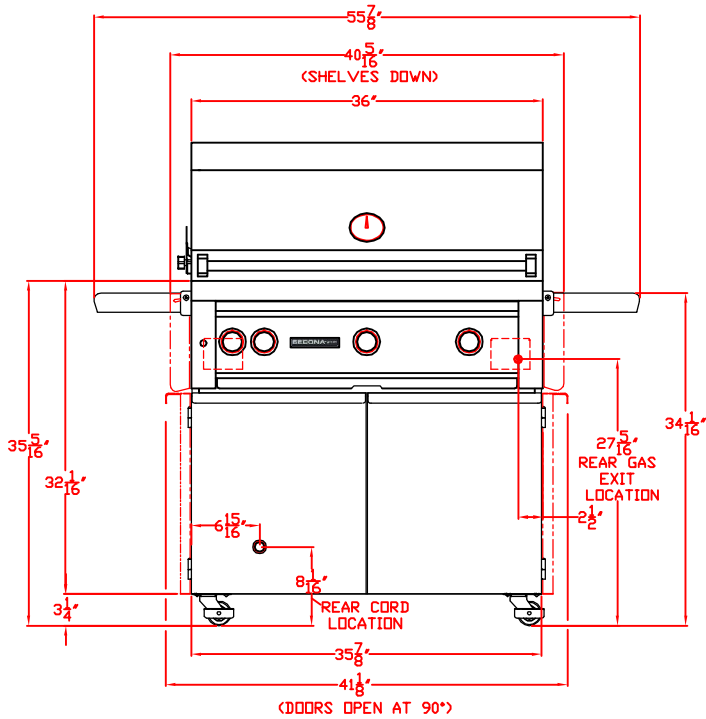 55 7/8"
40 5/16"
(SHELVES DOWN)
36"
SEDONA
35 5/16"
32 1/16"
34 1/16"
27 5/16"
REAR GAS
EXIT
LOCATION
2 1/2"
6 15/16"
8 1/16"
3 1/4"
REAR CORD
LOCATION
35 7/8"
41 1/8"
(DOORS OPEN AT 90°)